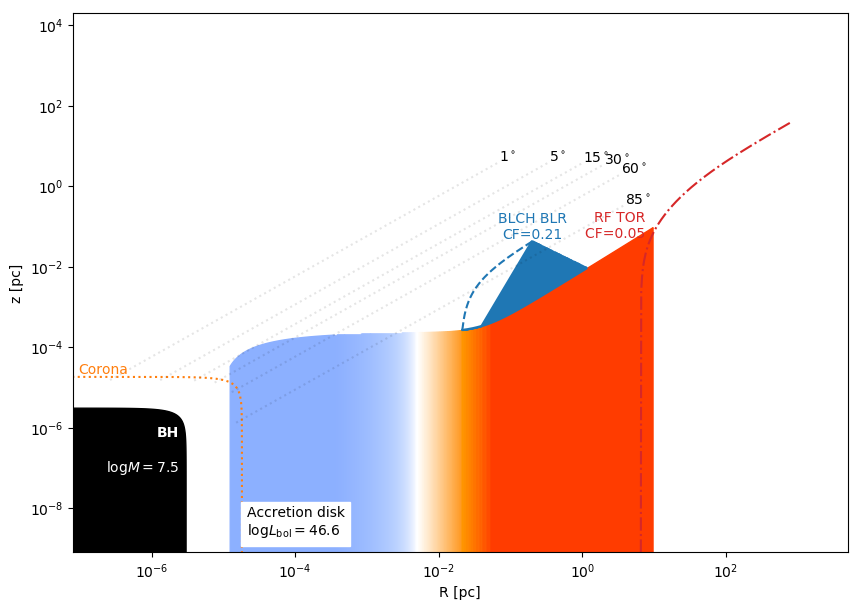 10^4
10^2
10^0
10^-2
10^-4
10^-6
10^-8
z [pc]
1° 5° 15° 30°
60°
85°
BLCH BLR
CF=0.21
RF TOR
CF=0.05
Corona
BH
logM = 7.5
Accretion disk
logL_bol = 46.6
10^-6 10^-4 10^-2 10^0 10^2
R [pc]